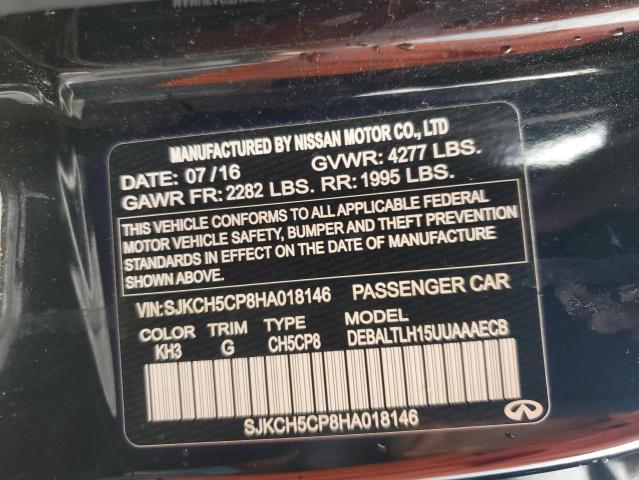 MANUFACTURED BY NISSAN MOTOR CO., LTD
DATE: 07/16 GVWR: 4277 LBS.
GAWR FR: 2282 LBS. RR: 1995 LBS.
THIS VEHICLE CONFORMS TO ALL APPLICABLE FEDERAL
MOTOR VEHICLE SAFETY, BUMPER AND THEFT PREVENTION
STANDARDS IN EFFECT ON THE DATE OF MANUFACTURE
SHOWN ABOVE.
VIN:SJKCH5CP8HA018146 PASSENGER CAR
COLOR TRIM TYPE MODEL
KH3 G CH5CP8 DEBALTLH15UUAAAECB
SJKCH5CP8HA018146